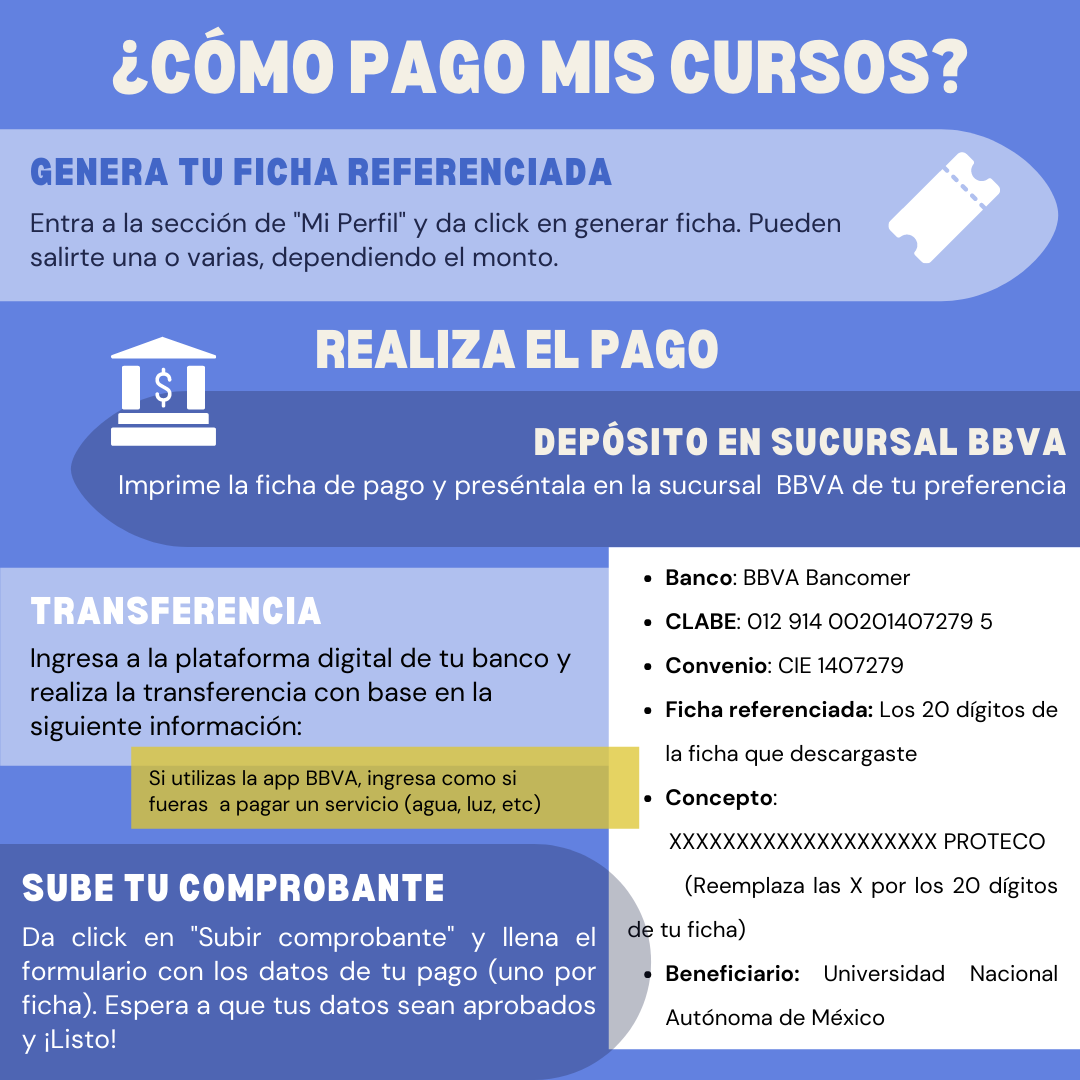 ¿CÓMO PAGO MIS CURSOS?
GENERA TU FICHA REFERENCIADA
Entra a la sección de "Mi Perfil" y da click en generar ficha. Pueden
salirte una o varias, dependiendo el monto.
REALIZA EL PAGO
$
DEPÓSITO EN SUCURSAL BBVA
Imprime la ficha de pago y preséntala en la sucursal  BBVA de tu preferencia
TRANSFERENCIA
Ingresa a la plataforma digital de tu banco y
realiza la transferencia con base en la
siguiente información:
Si utilizas la app BBVA, ingresa como si
fueras  a pagar un servicio (agua, luz, etc)
• Banco: BBVA Bancomer
• CLABE: 012 914 00201407279 5
• Convenio: CIE 1407279
• Ficha referenciada: Los 20 dígitos de
la ficha que descargaste
• Concepto:
XXXXXXXXXXXXXXXXXXXX PROTECO
(Reemplaza las X por los 20 dígitos
de tu ficha)
• Beneficiario: Universidad Nacional
Autónoma de México
SUBE TU COMPROBANTE
Da click en "Subir comprobante" y llena el
formulario con los datos de tu pago (uno por
ficha). Espera a que tus datos sean aprobados
y ¡Listo!